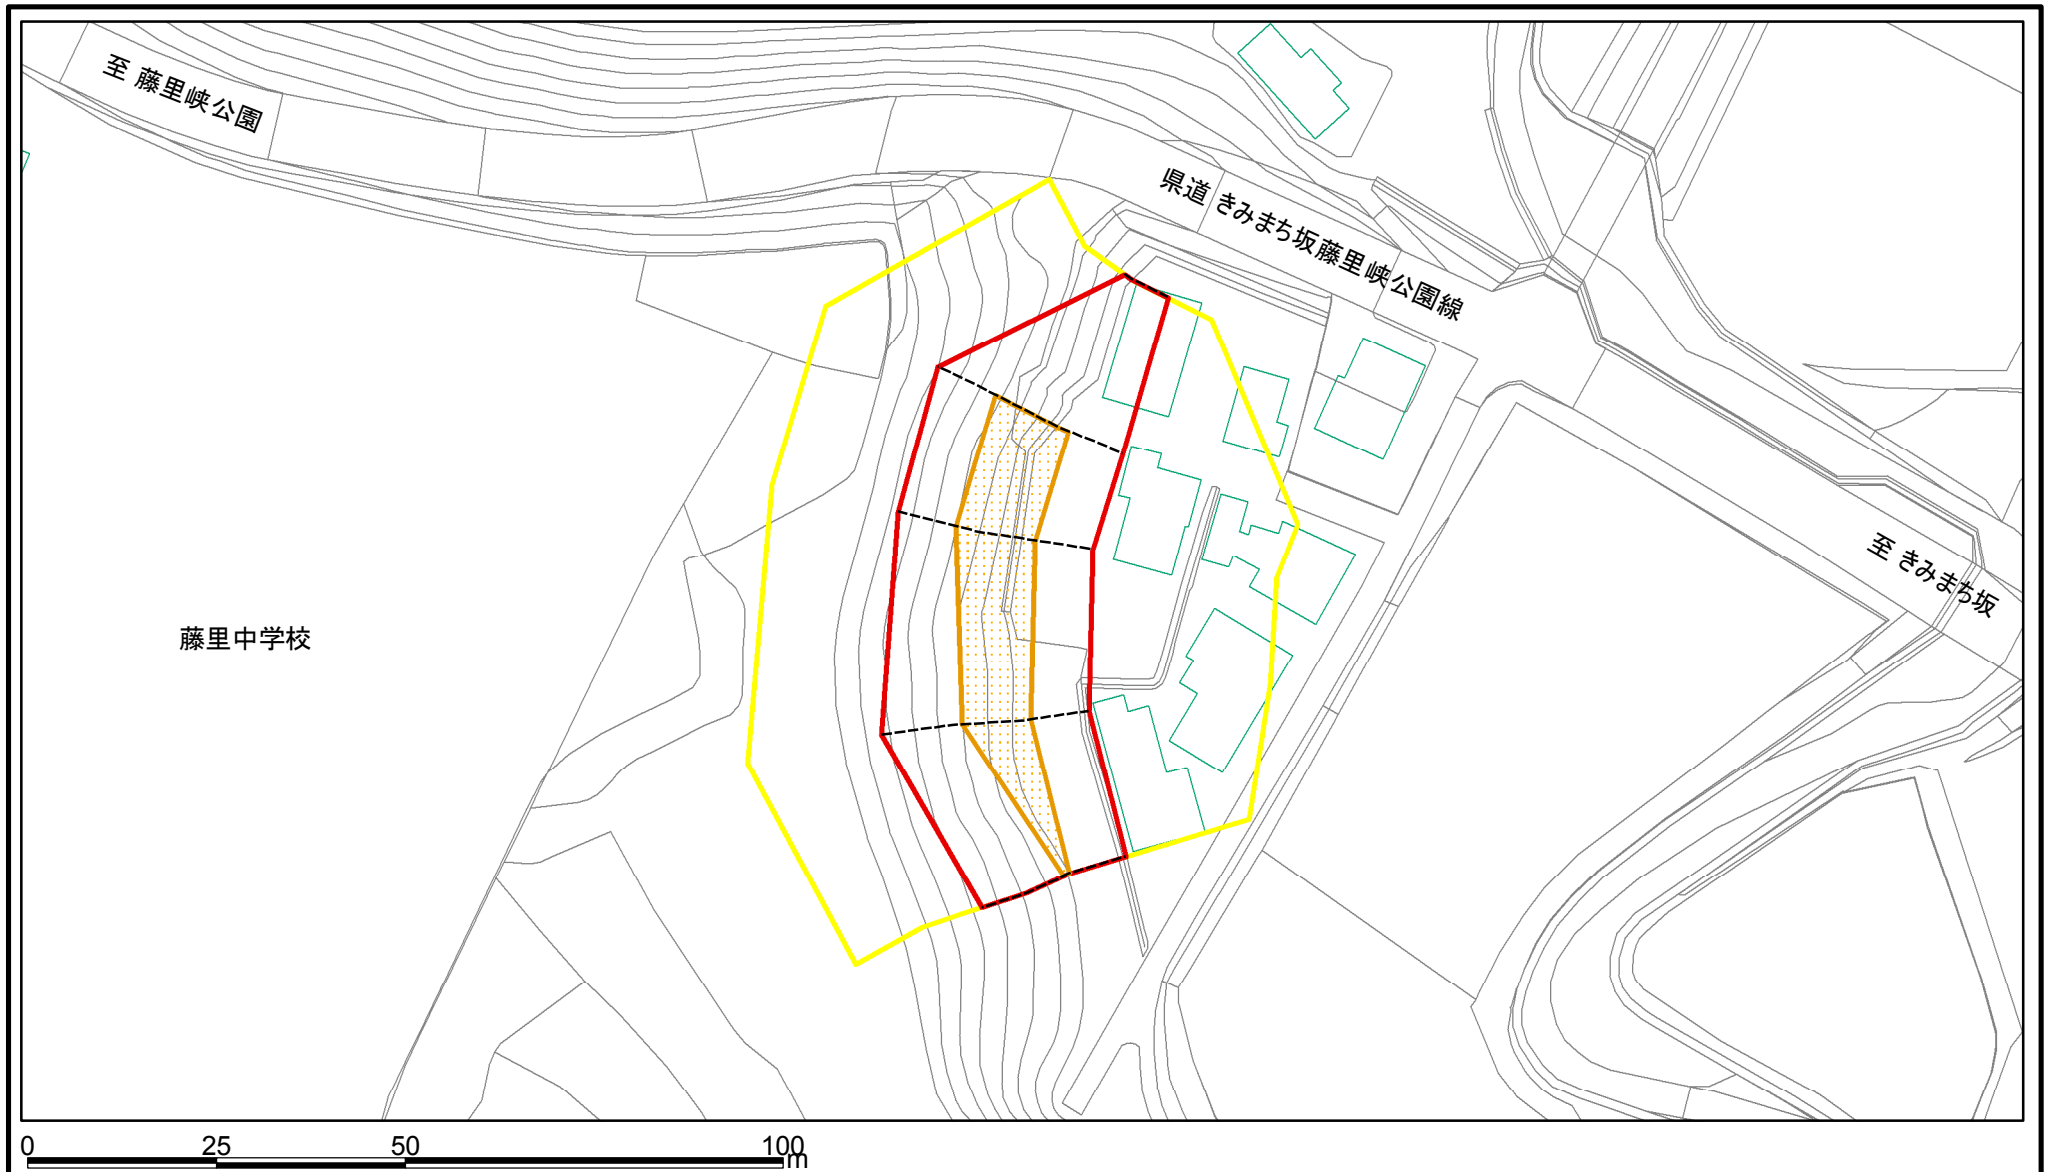 至 藤里峡公園
県道 きみまち坂藤里峡公園線
至 きみまち坂
藤里中学校
0 25 50 100
m